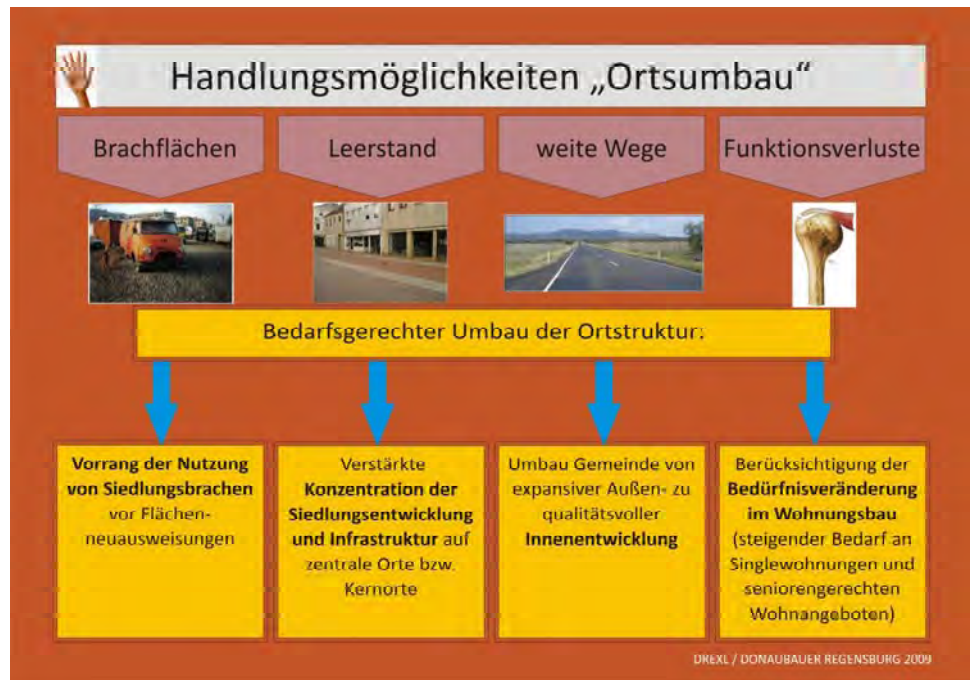 Handlungsmöglichkeiten „Ortsumbau“
Brachflächen
Leerstand
weite Wege
Funktionsverluste
Bedarfsgerechter Umbau der Ortstruktur:
Vorrang der Nutzung
von Siedlungsbrachen
vor Flächen-
neuausweisungen
Verstärkte
Konzentration der
Siedlungsentwicklung
und Infrastruktur auf
zentrale Orte bzw.
Kernorte
Umbau Gemeinde von
expansiver Außen- zu
qualitätsvoller
Innenentwicklung
Berücksichtigung der
Bedürfnisveränderung
im Wohnungsbau
(steigender Bedarf an
Singlewohnungen und
seniorengerechten
Wohnangeboten)
DREXL / DONAUBAUER REGENSBURG 2009